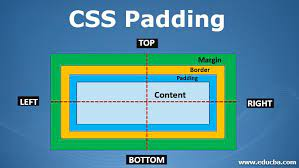 CSS Padding
TOP
Margin
Border
Padding
Content
LEFT
RIGHT
BOTTOM
www.educba.com